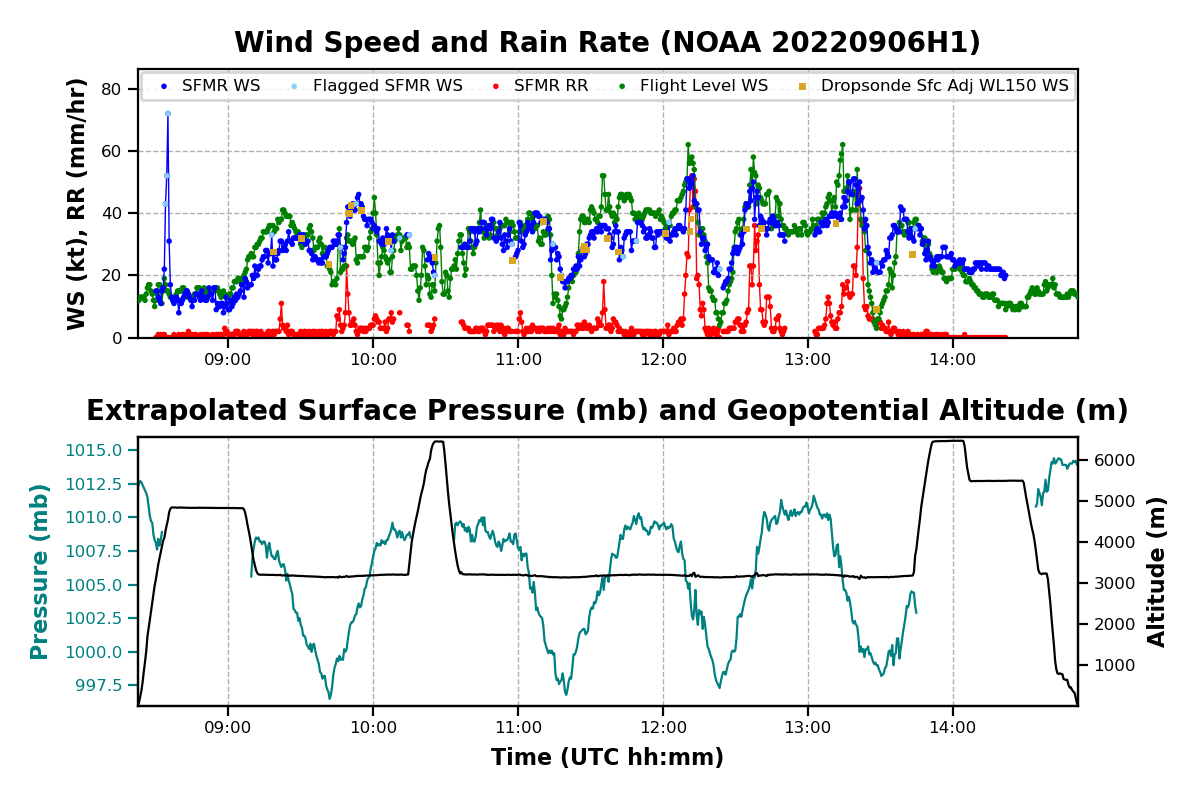 Wind Speed and Rain Rate (NOAA 20220906H1)
SFMR WS Flagged SFMR WS SFMR RR Flight Level WS Dropsonde Sfc Adj WL150 WS
WS (kt), RR (mm/hr)
80
60
40
20
0
09:00 10:00 11:00 12:00 13:00 14:00
Extrapolated Surface Pressure (mb) and Geopotential Altitude (m)
Pressure (mb)
1015.0
1012.5
1010.0
1007.5
1005.0
1002.5
1000.0
997.5
6000
5000
4000
3000
2000
1000
Altitude (m)
09:00 10:00 11:00 12:00 13:00 14:00
Time (UTC hh:mm)